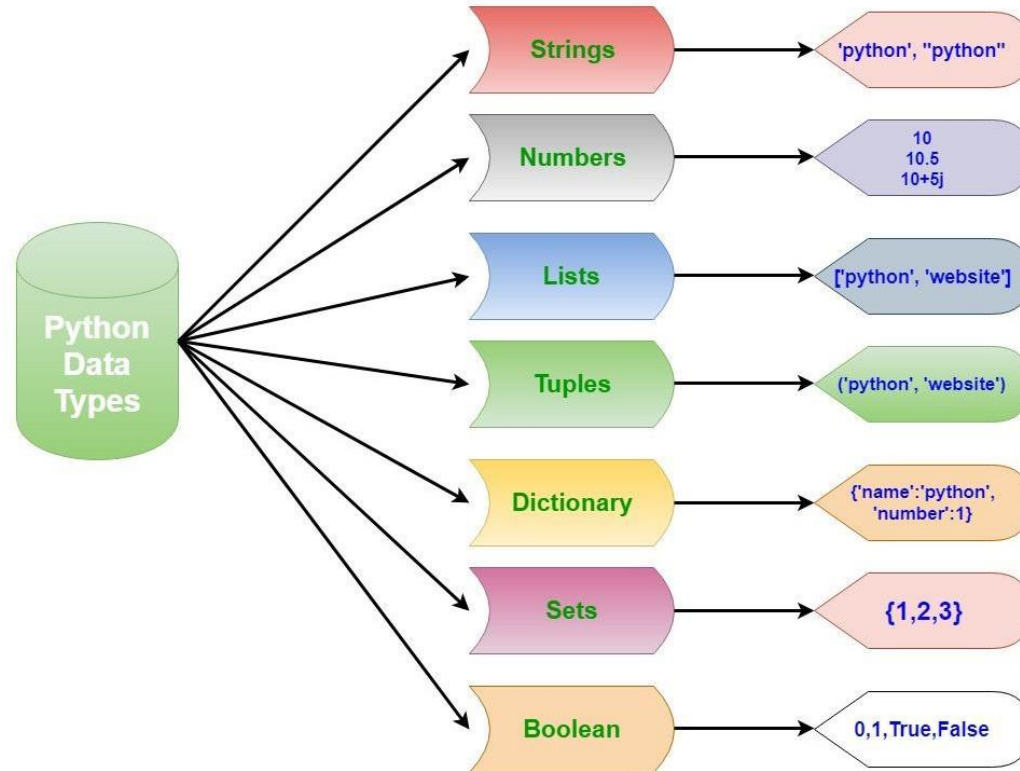 Python
Data
Types
Strings
'python', "python"
Numbers
10
10.5
10+5j
Lists
['python', 'website']
Tuples
('python', 'website')
Dictionary
{'name':'python',
'number':1}
Sets
{1,2,3}
Boolean
0,1,True,False